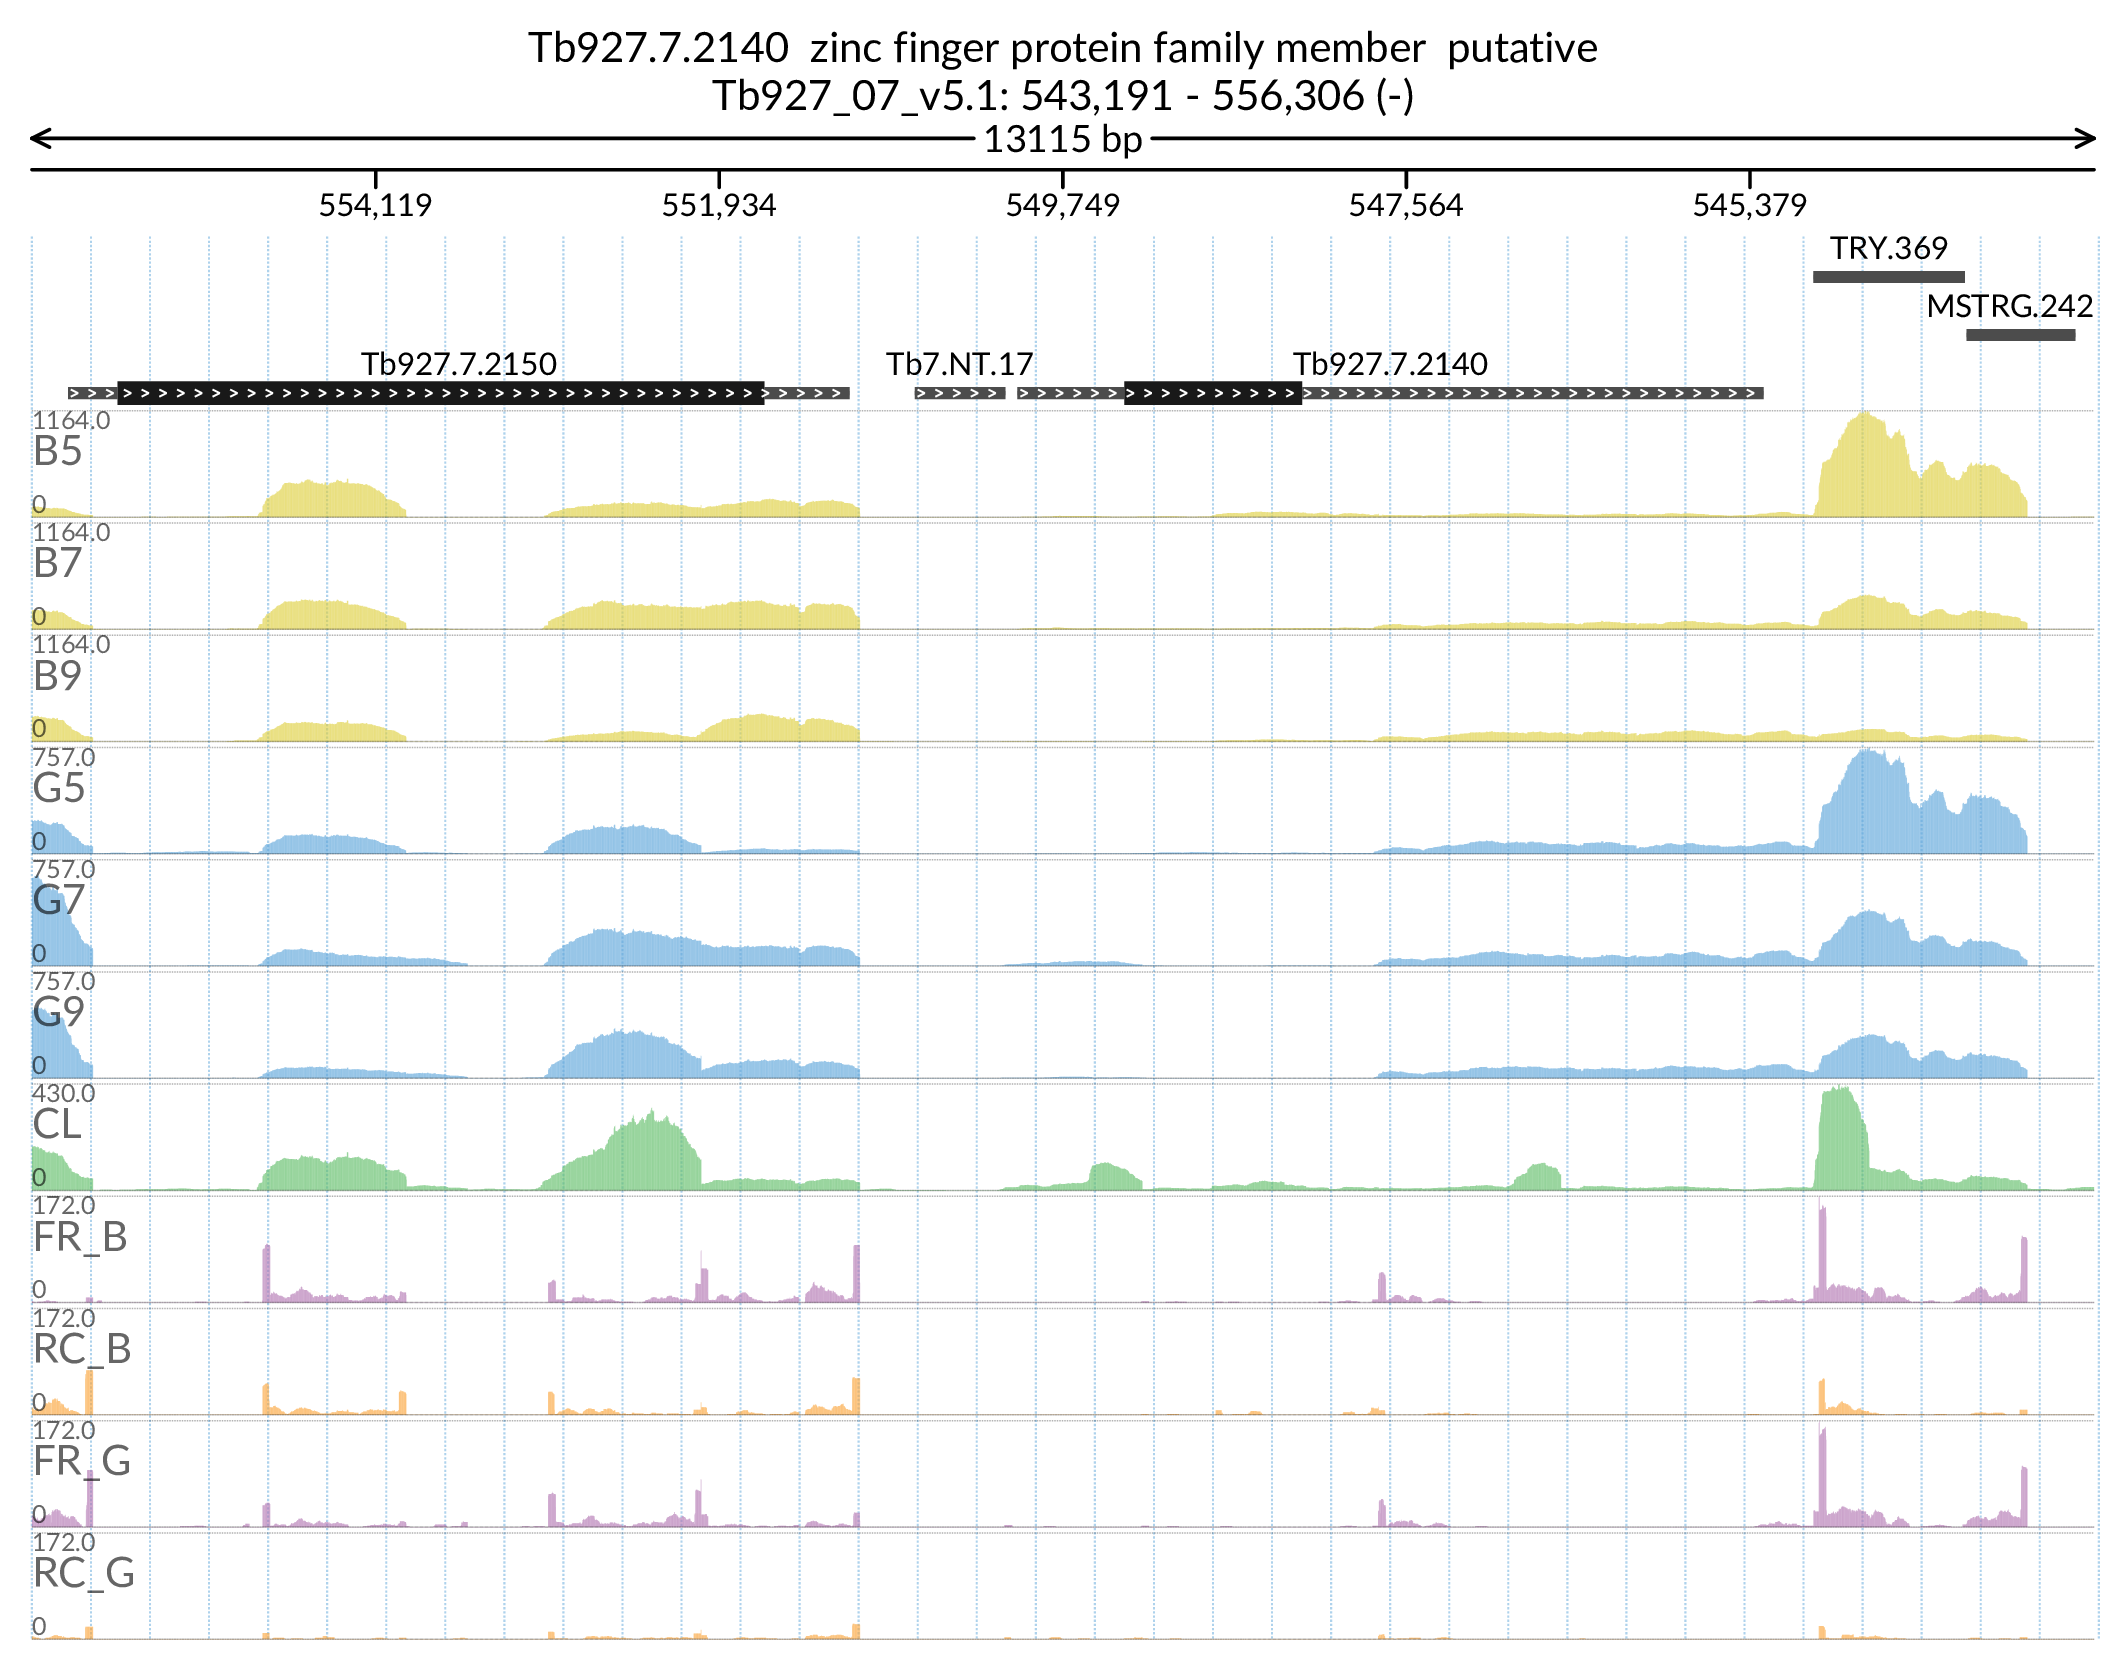 Tb927.7.2140  zinc finger protein family member  putative
Tb927_07_v5.1: 543,191 - 556,306 (-)
13115 bp
554,119 551,934 549,749 547,564 545,379
TRY.369
MSTRG.242
Tb927.7.2150 Tb7.NT.17 Tb927.7.2140
1164.0
B5
0
1164.0
B7
0
1164.0
B9
0
757.0
G5
0
757.0
G7
0
757.0
G9
0
430.0
CL
0
172.0
FR_B
0
172.0
RC_B
0
172.0
FR_G
0
172.0
RC_G
0